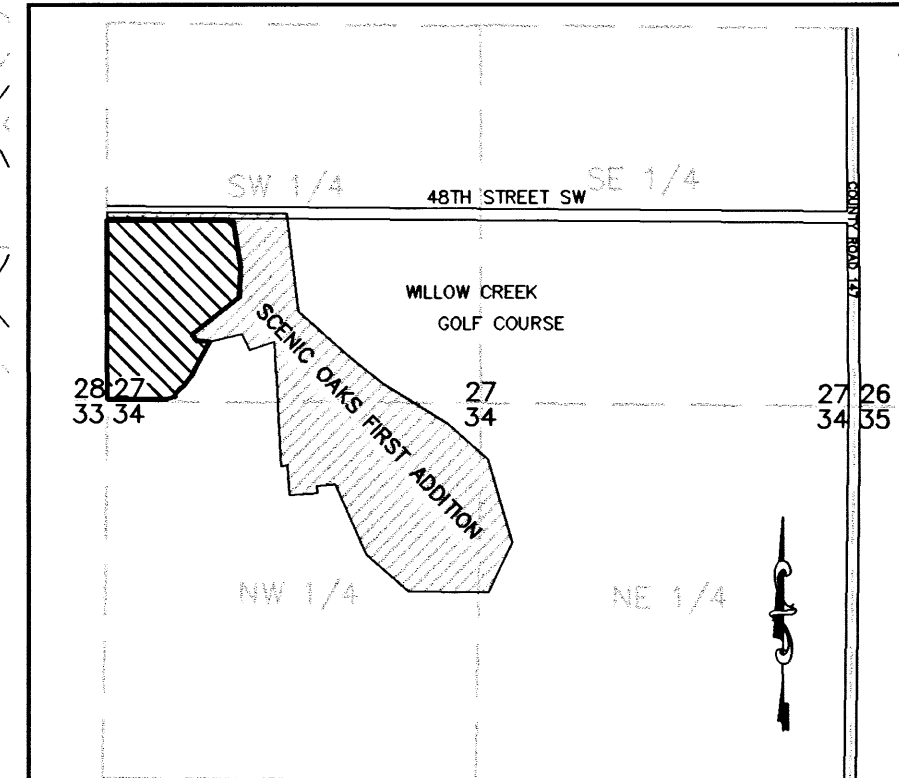 SW 1/4
SE 1/4
48TH STREET SW
COUNTY ROAD 147
WILLOW CREEK
GOLF COURSE
SCENIC OAKS FIRST ADDITION
28 27
33 34
27
34
27 26
34 35
NW 1/4
NE 1/4